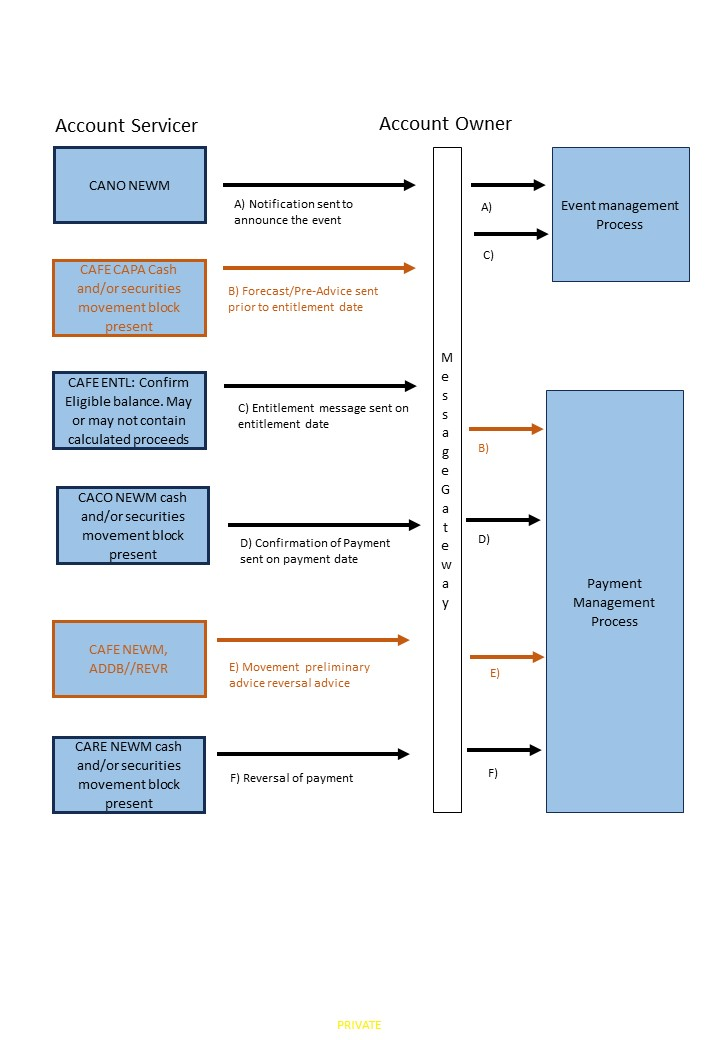 Account Servicer
Account Owner
CANO NEWM
A) Notification sent to
announce the event
A)
C)
Event management
Process
CAFE CAPA Cash
and/or securities
movement block
present
B) Forecast/Pre-Advice sent
prior to entitlement date
CAFE ENTL: Confirm
Eligible balance. May
or may not contain
calculated proceeds
C) Entitlement message sent on
entitlement date
Message Gateway
B)
CACO NEWM cash
and/or securities
movement block
present
D) Confirmation of Payment
sent on payment date
D)
Payment
Management
Process
CAFE NEWM,
ADDB//REVR
E) Movement preliminary
advice reversal advice
E)
CARE NEWM cash
and/or securities
movement block
present
F) Reversal of payment
F)
PRIVATE